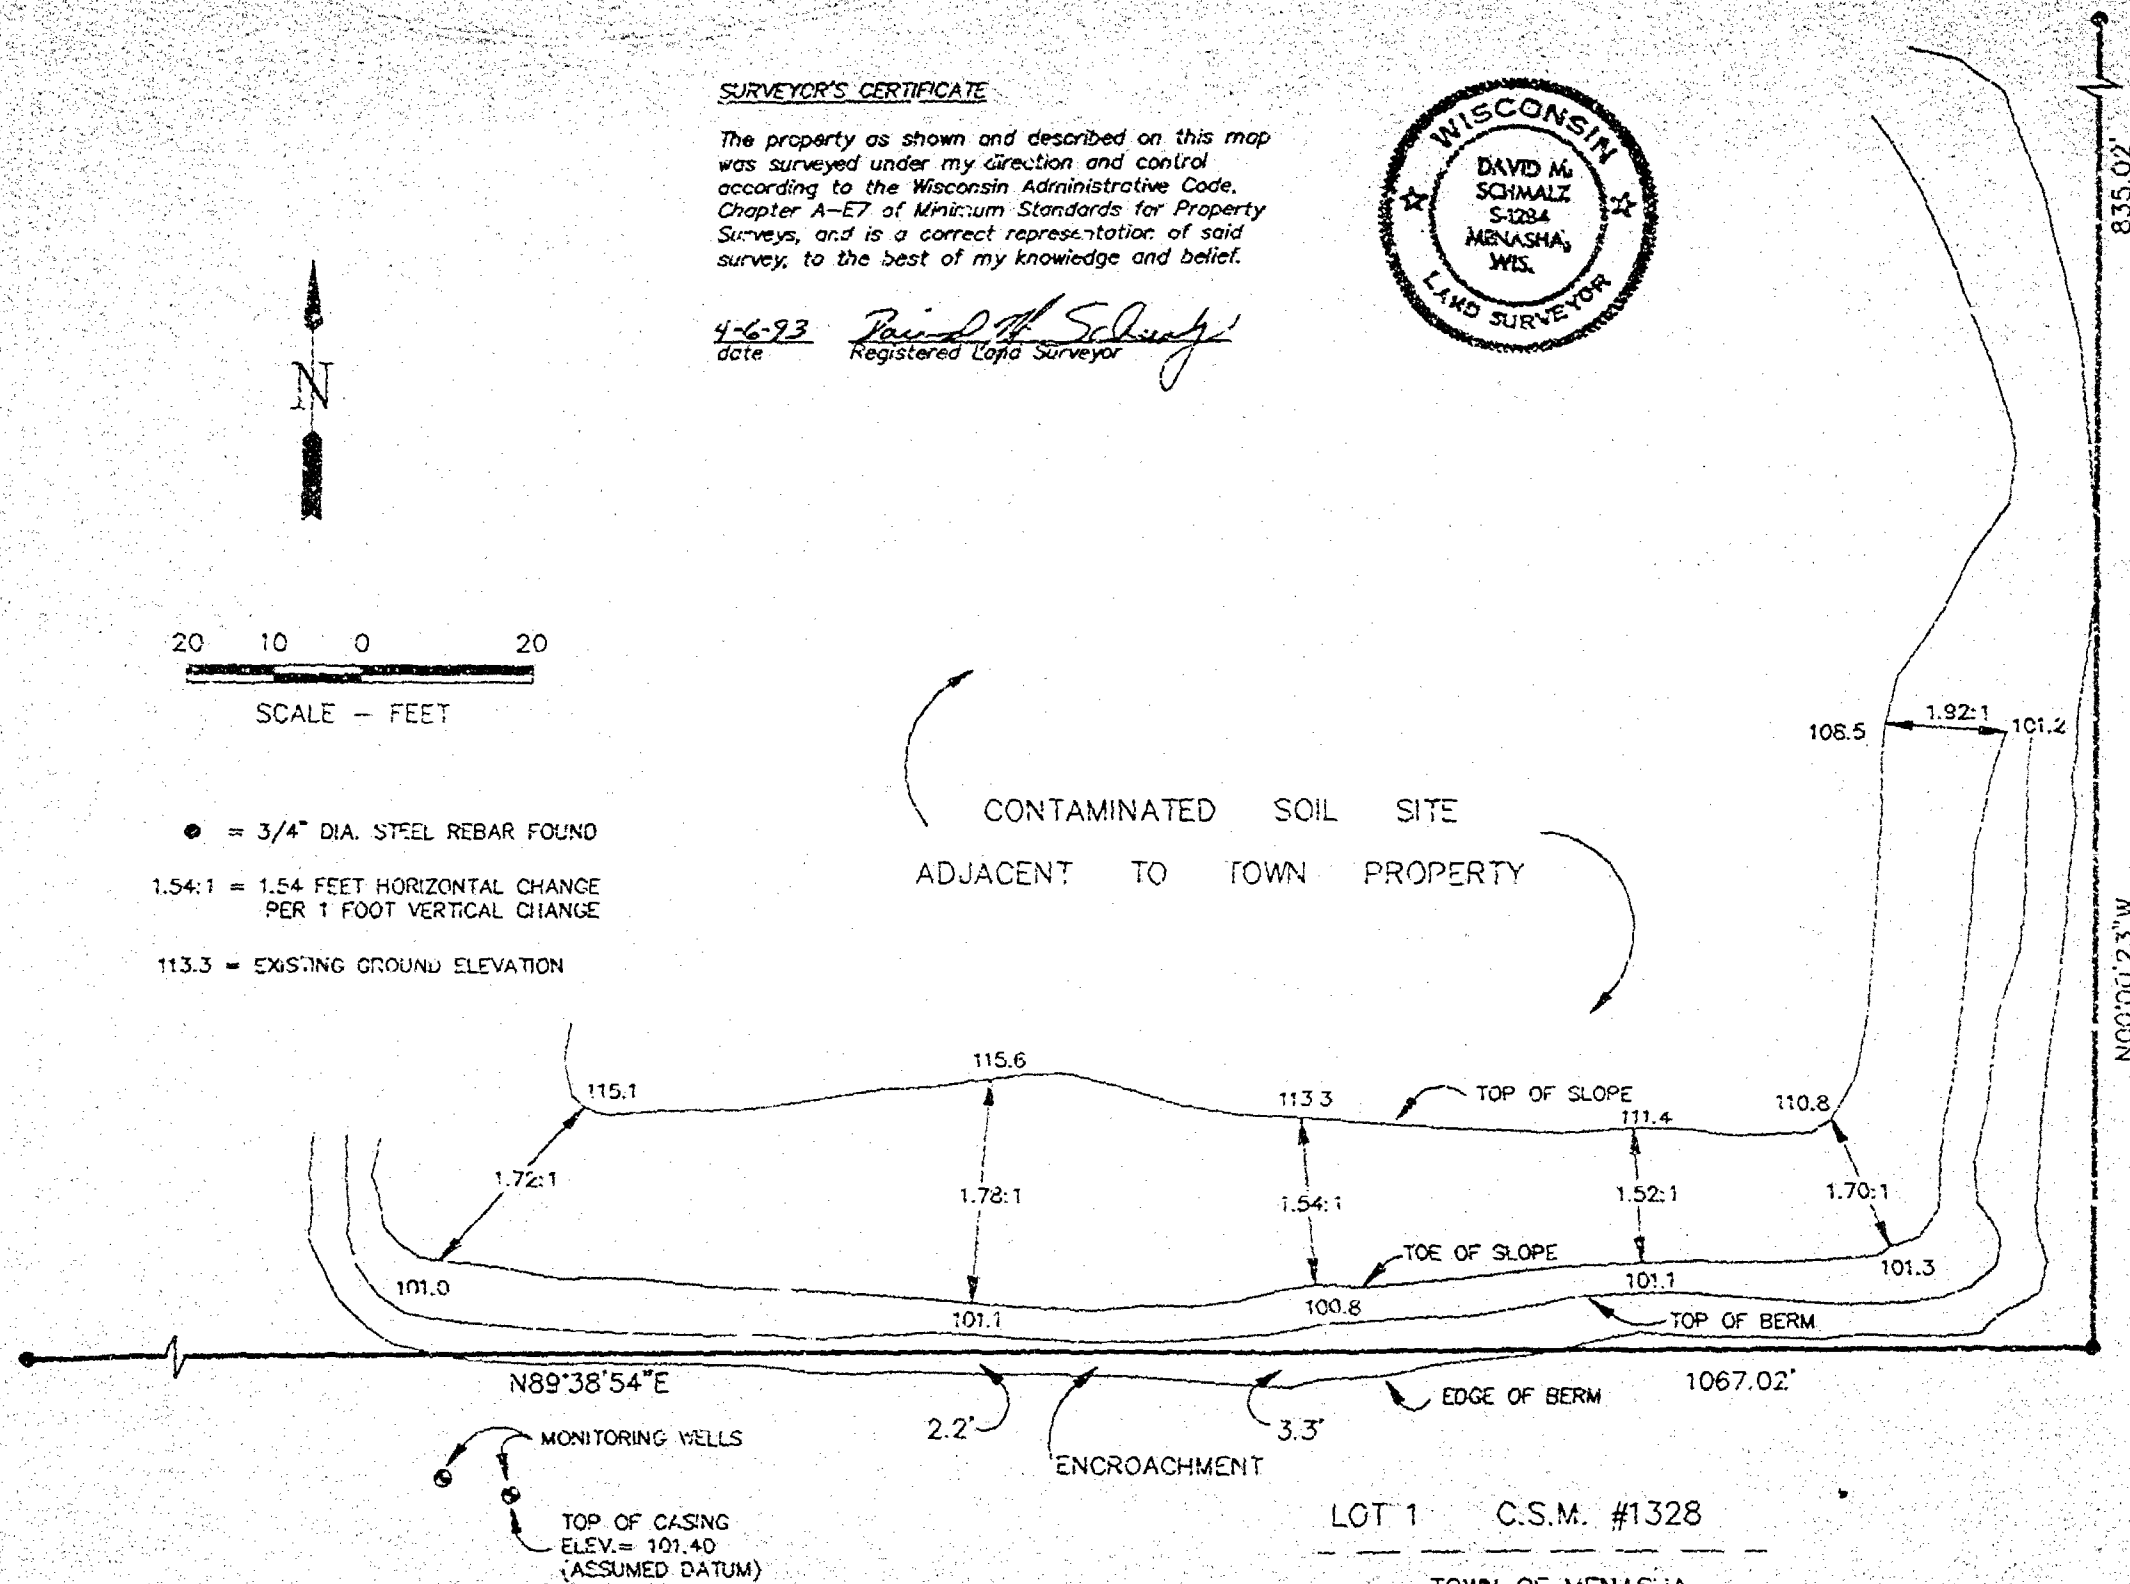 SURVEYOR'S CERTIFICATE
The property as shown and described on this map
was surveyed under my direction and control
according to the Wisconsin Administrative Code,
Chapter A-E7 of Minimum Standards for Property
Surveys, and is a correct representation of said
survey, to the best of my knowledge and belief.
4-6-93
date
Registered Land Surveyor
WISCONSIN
DAVID M.
SCHMALZ
S-1284
MENASHA,
WIS.
LAND SURVEYOR
835.02'
N
20 10 0 20
SCALE - FEET
= 3/4" DIA. STEEL REBAR FOUND
1.54:1 = 1.54 FEET HORIZONTAL CHANGE
PER 1 FOOT VERTICAL CHANGE
113.3 = EXISTING GROUND ELEVATION
CONTAMINATED SOIL SITE
ADJACENT TO TOWN PROPERTY
108.5
1.92:1
101.2
N00°00'23"W
115.1
115.6
113.3
TOP OF SLOPE
111.4
110.8
1.72:1
1.78:1
1.54:1
1.52:1
1.70:1
TOE OF SLOPE
101.0
101.1
100.8
101.1
101.3
TOP OF BERM
N89°38'54"E
1067.02'
EDGE OF BERM
2.2'
3.3'
ENCROACHMENT
MONITORING WELLS
TOP OF CASING
ELEV.= 101.40
(ASSUMED DATUM)
LOT 1 C.S.M. #1328
TOWN OF MENASHA